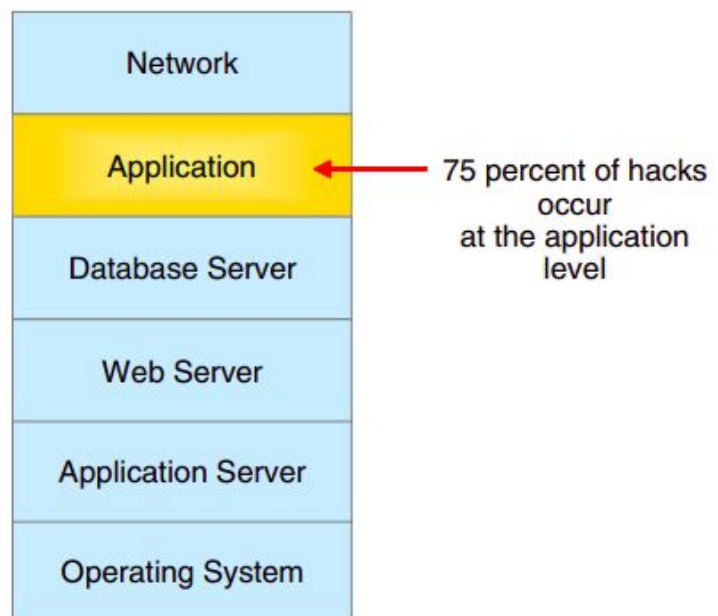 Network
Application
75 percent of hacks
occur
at the application
level
Database Server
Web Server
Application Server
Operating System